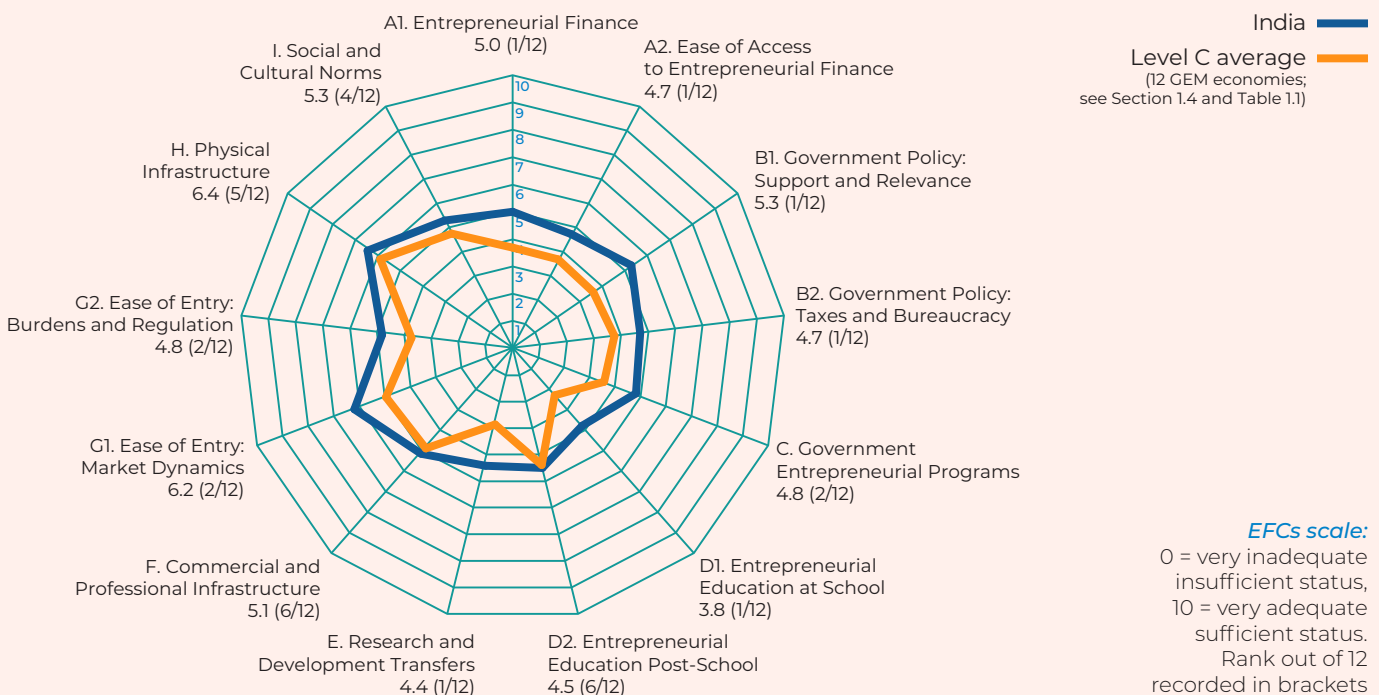 A1. Entrepreneurial Finance
5.0 (1/12)
A2. Ease of Access
to Entrepreneurial Finance
4.7 (1/12)
B1. Government Policy:
Support and Relevance
5.3 (1/12)
B2. Government Policy:
Taxes and Bureaucracy
4.7 (1/12)
C. Government
Entrepreneurial Programs
4.8 (2/12)
D1. Entrepreneurial
Education at School
3.8 (1/12)
D2. Entrepreneurial
Education Post-School
4.5 (6/12)
E. Research and
Development Transfers
4.4 (1/12)
F. Commercial and
Professional Infrastructure
5.1 (6/12)
G1. Ease of Entry:
Market Dynamics
6.2 (2/12)
G2. Ease of Entry:
Burdens and Regulation
4.8 (2/12)
H. Physical
Infrastructure
6.4 (5/12)
I. Social and
Cultural Norms
5.3 (4/12)
10
9
8
7
6
5
4
3
2
1
India
Level C average
(12 GEM economies;
see Section 1.4 and Table 1.1)
EFCs scale:
0 = very inadequate
insufficient status,
10 = very adequate
sufficient status.
Rank out of 12
recorded in brackets